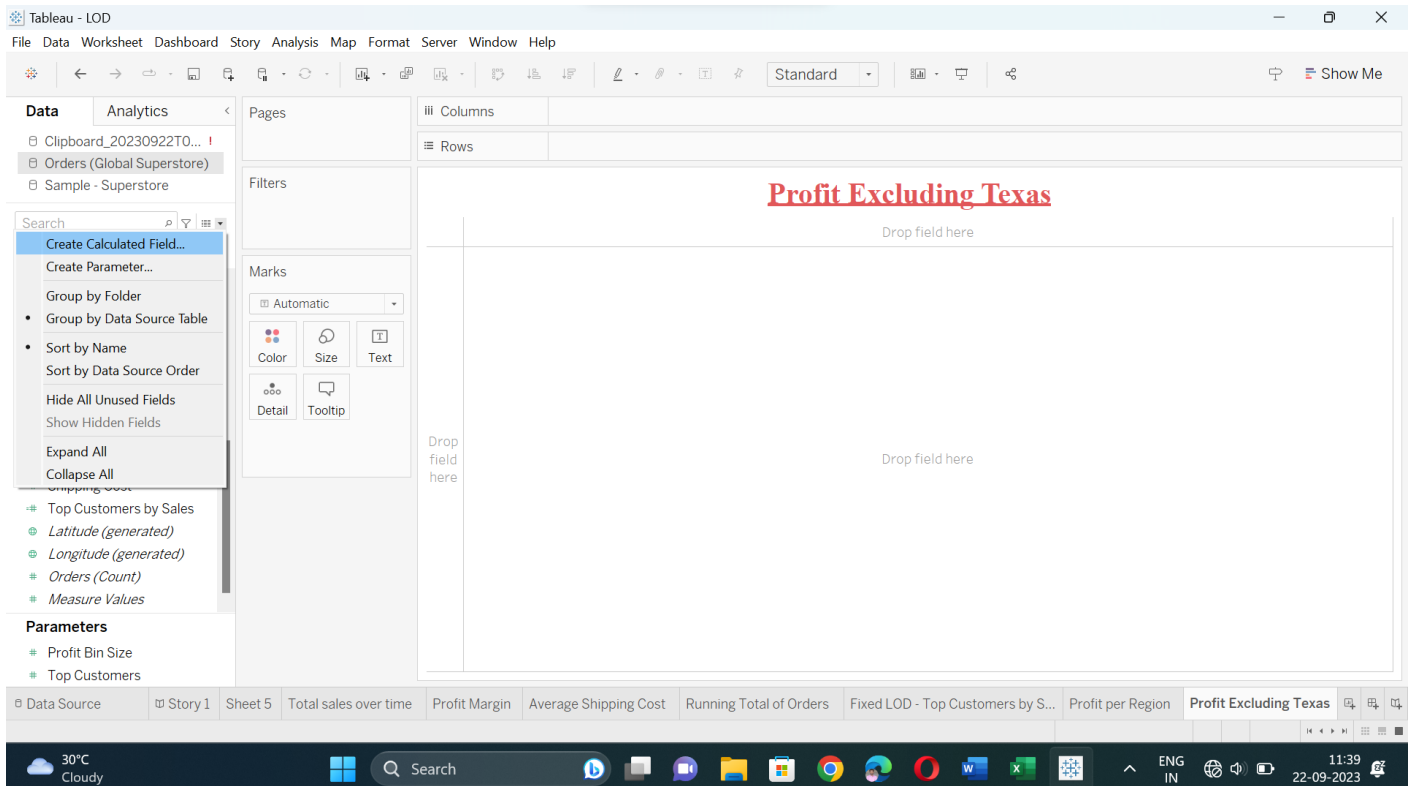 Tableau - LOD
File Data Worksheet Dashboard Story Analysis Map Format Server Window Help
Standard
Show Me
Data Analytics
Clipboard_20230922T0... !
Orders (Global Superstore)
Sample - Superstore
Search
Create Calculated Field...
Create Parameter...
Group by Folder
Group by Data Source Table
Sort by Name
Sort by Data Source Order
Hide All Unused Fields
Show Hidden Fields
Expand All
Collapse All
Shipping Cost
Top Customers by Sales
Latitude (generated)
Longitude (generated)
Orders (Count)
Measure Values
Parameters
Profit Bin Size
Top Customers
Pages
Filters
Marks
Automatic
Color Size Text
Detail Tooltip
Columns
Rows
Profit Excluding Texas
Drop field here
Drop
field
here
Drop field here
Data Source Story 1 Sheet 5 Total sales over time Profit Margin Average Shipping Cost Running Total of Orders Fixed LOD - Top Customers by S... Profit per Region Profit Excluding Texas
30°C
Cloudy
Search
ENG
IN
11:39
22-09-2023